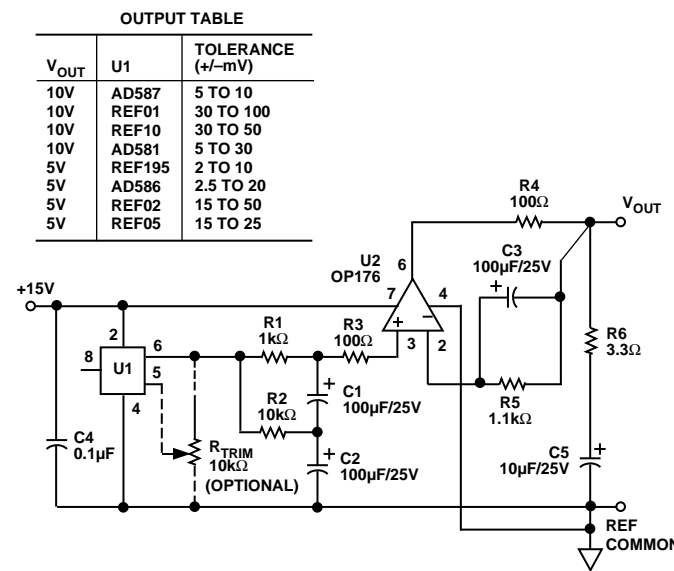 OUTPUT TABLE
VOUT U1 TOLERANCE (+/–mV)
10V AD587 5 TO 10
10V REF01 30 TO 100
10V REF10 30 TO 50
10V AD581 5 TO 30
5V REF195 2 TO 10
5V AD586 2.5 TO 20
5V REF02 15 TO 50
5V REF05 15 TO 25
R4
100Ω
VOUT
C3
100µF/25V
U2
OP176
6
7
4
+
–
3
2
+
+15V
2
8
U1
6
5
4
R1
1kΩ
R3
100Ω
R2
10kΩ
+
C1
100µF/25V
+
C2
100µF/25V
RTRIM
10kΩ
(OPTIONAL)
C4
0.1µF
R5
1.1kΩ
R6
3.3Ω
C5
10µF/25V
+
REF
COMMON